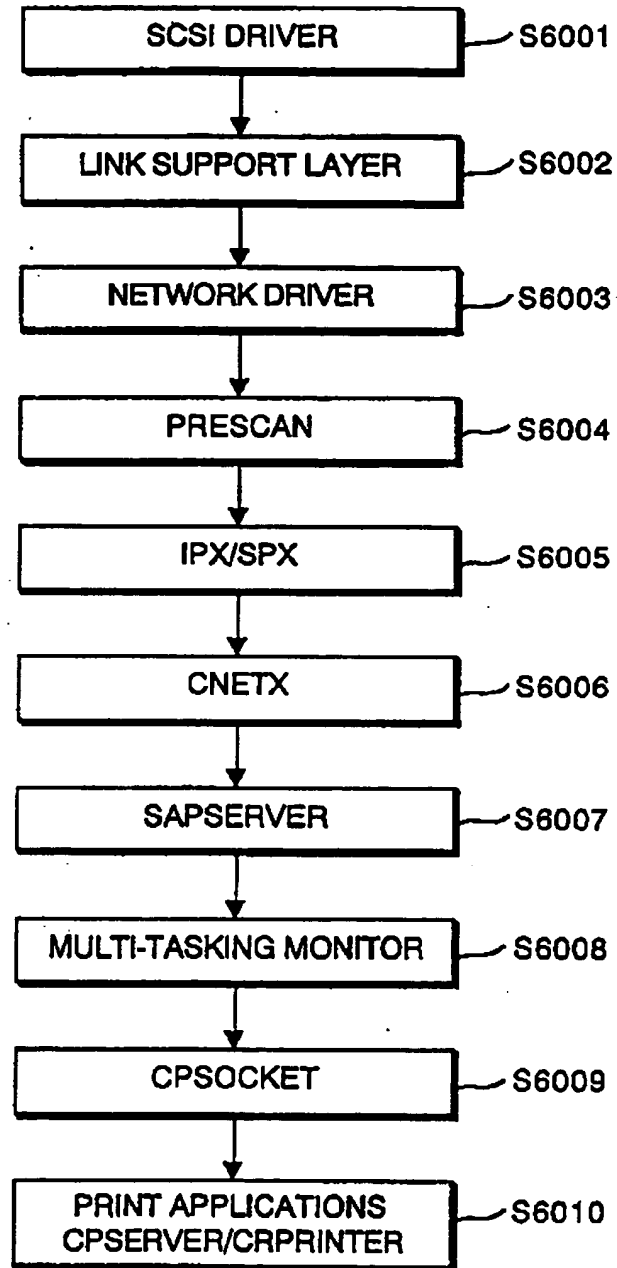 SCSI DRIVER S6001
LINK SUPPORT LAYER S6002
NETWORK DRIVER S6003
PRESCAN S6004
IPX/SPX S6005
CNETX S6006
SAPSERVER S6007
MULTI-TASKING MONITOR S6008
CPSOCKET S6009
PRINT APPLICATIONS
CPSERVER/CRPRINTER S6010